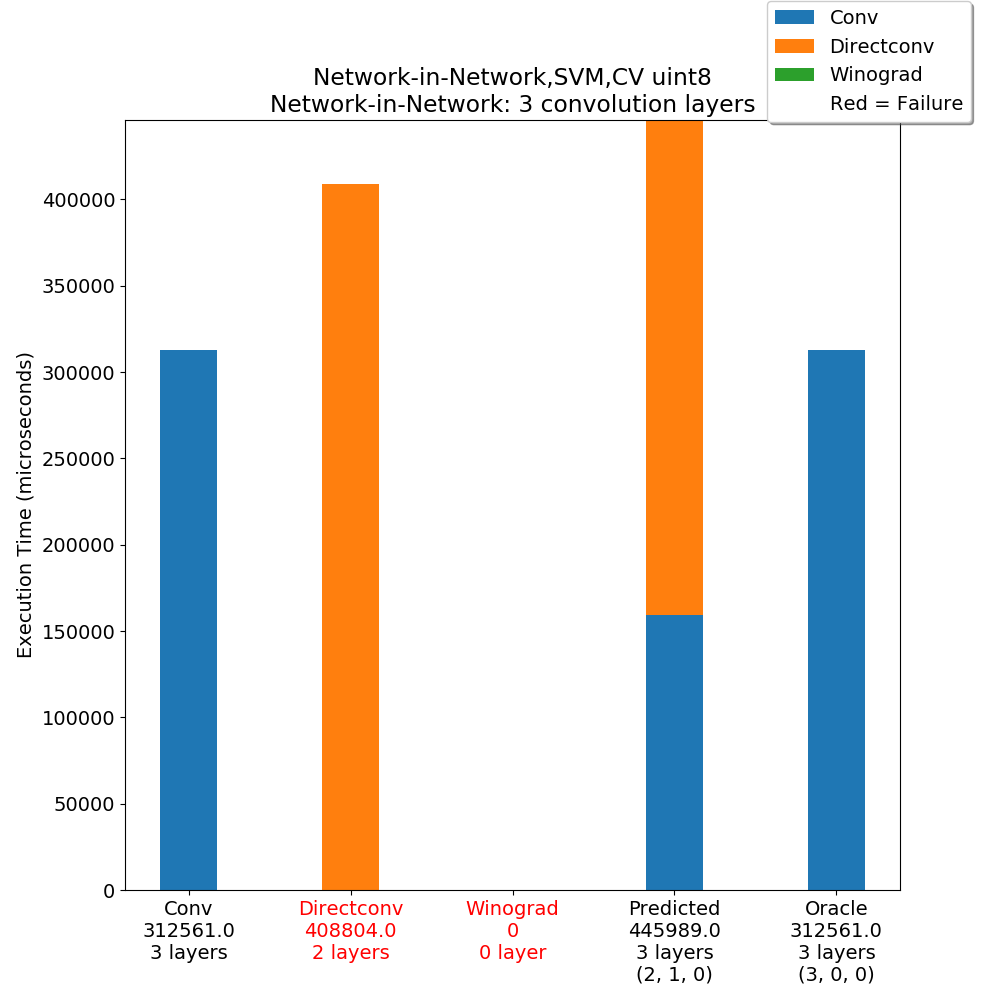 Conv
Directconv
Winograd
Red = Failure
Network-in-Network,SVM,CV uint8
Network-in-Network: 3 convolution layers
Execution Time (microseconds)
400000
350000
300000
250000
200000
150000
100000
50000
0
Conv
312561.0
3 layers
Directconv
408804.0
2 layers
Winograd
0
0 layer
Predicted
445989.0
3 layers
(2, 1, 0)
Oracle
312561.0
3 layers
(3, 0, 0)